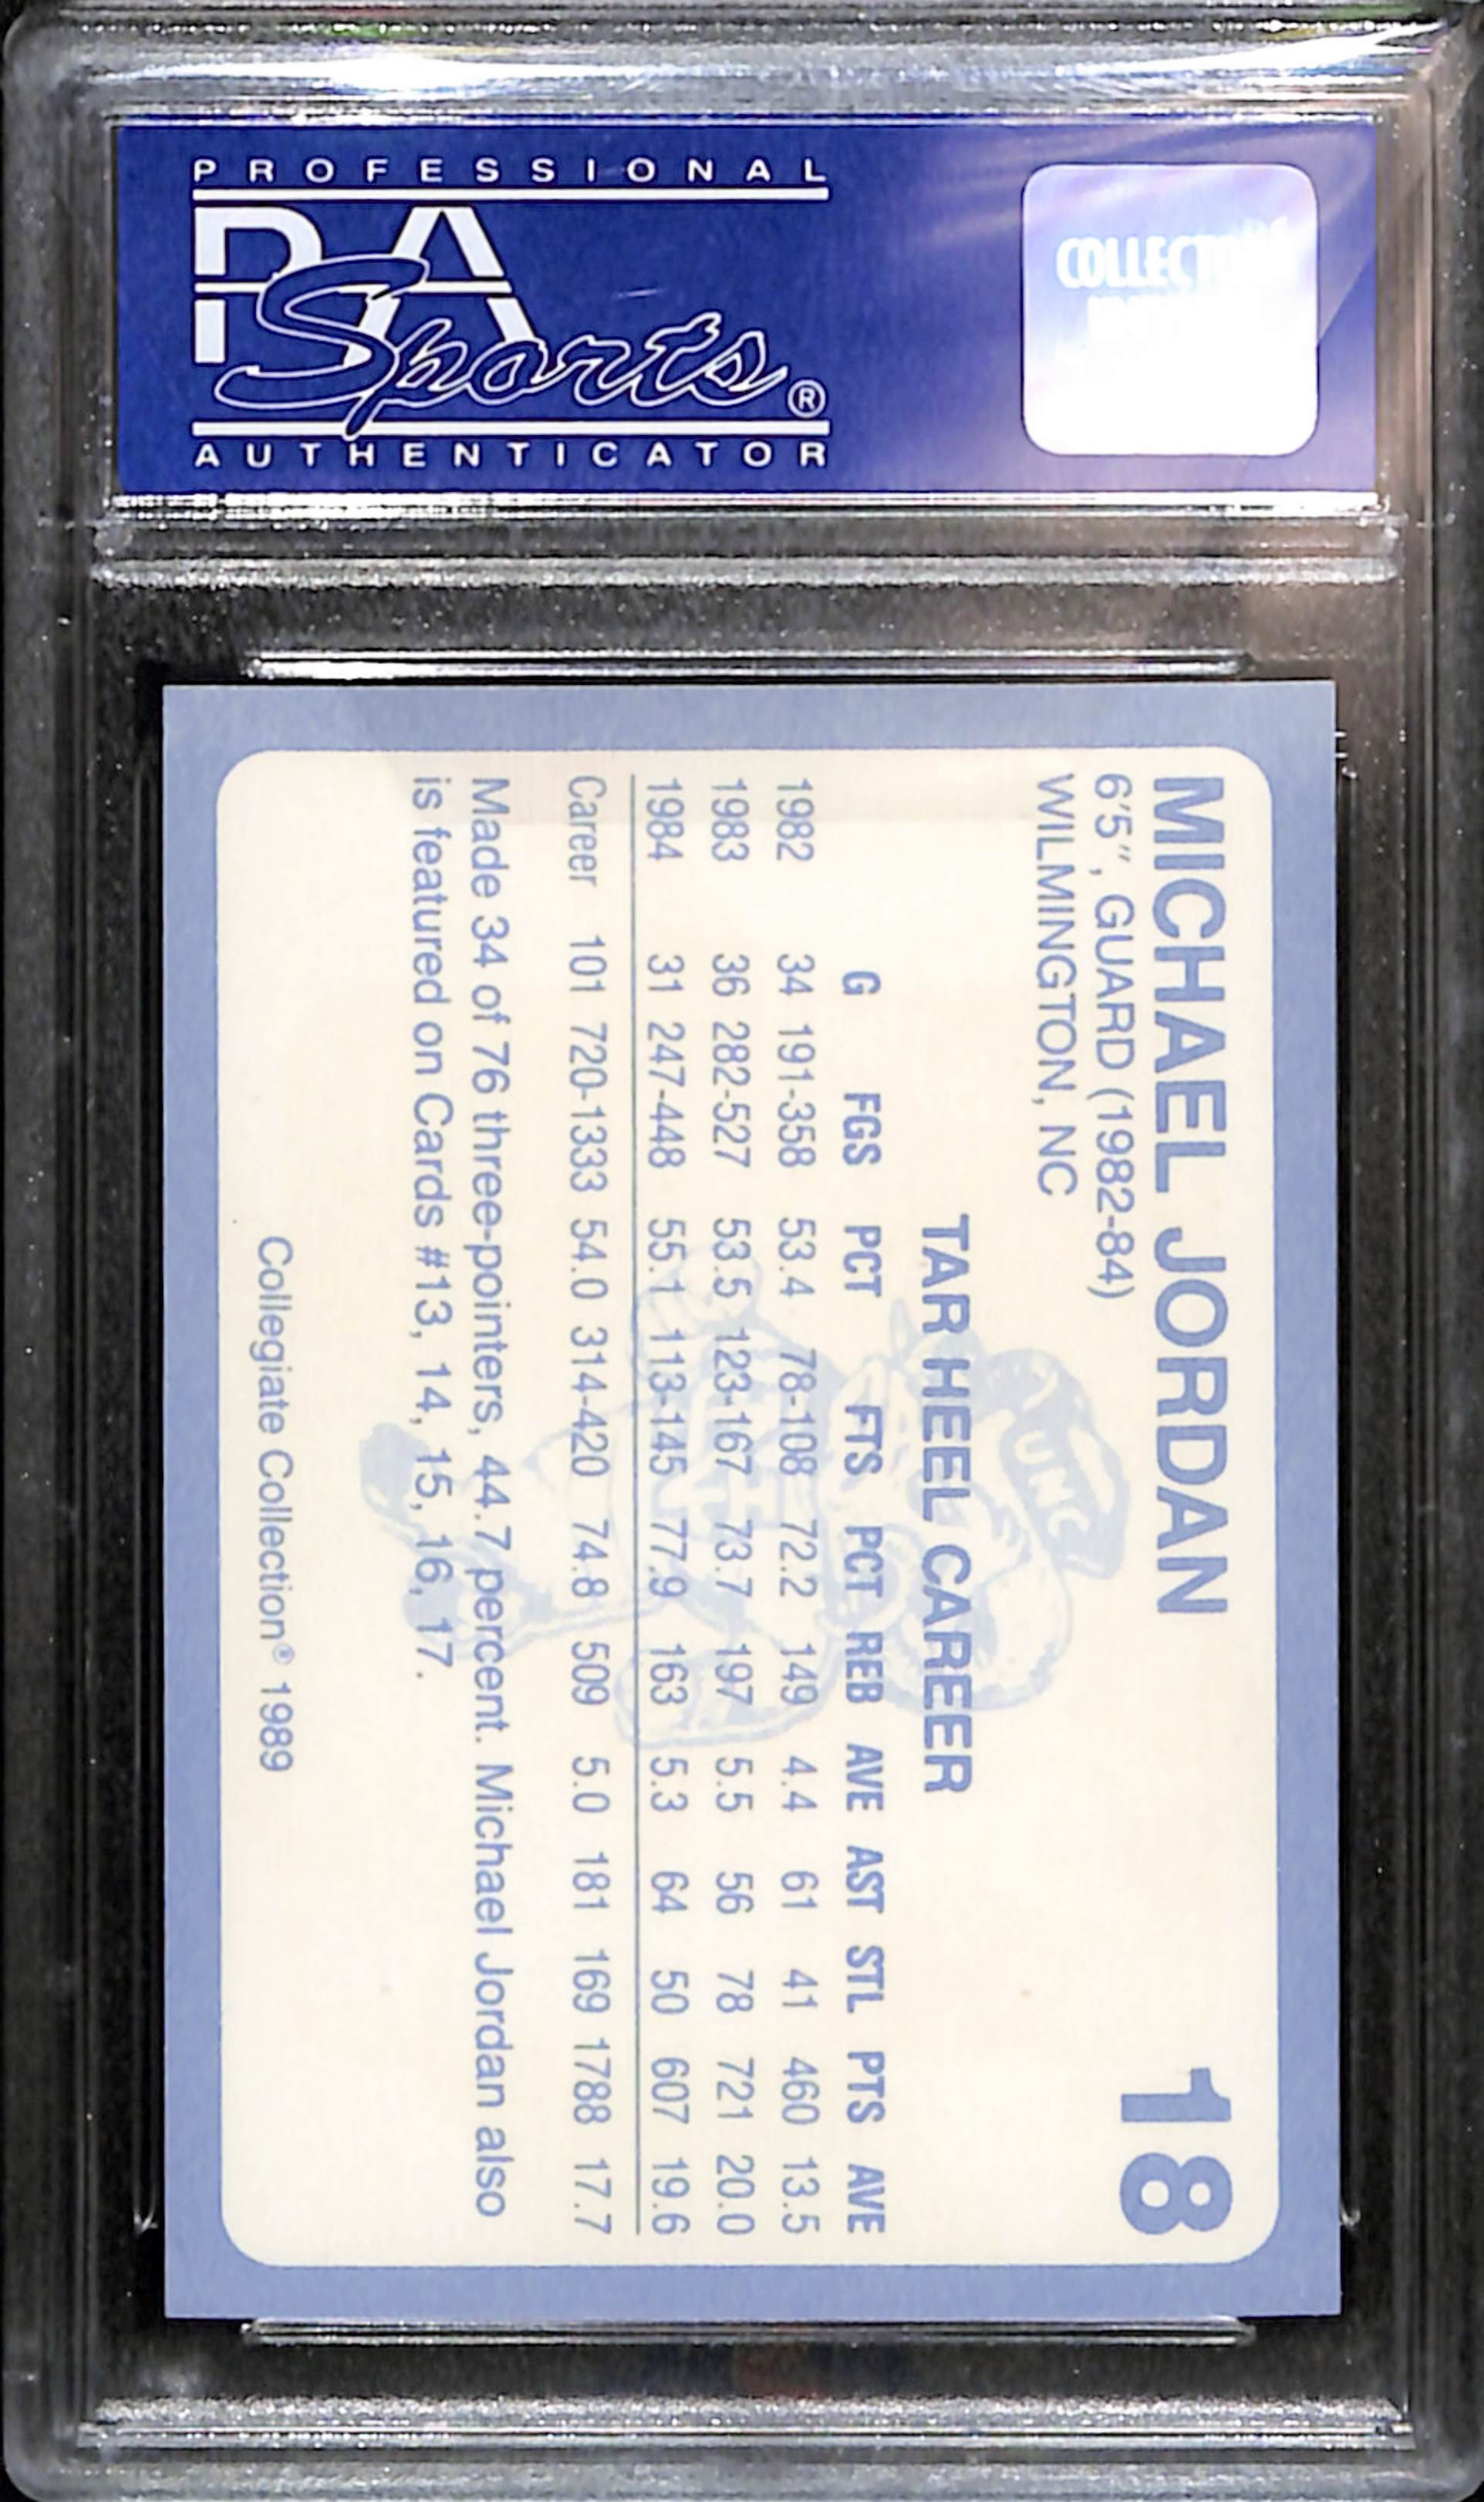 PROFESSIONAL
PSA
Sports®
AUTHENTICATOR
MICHAEL JORDAN 18
6'5", GUARD (1982-84)
WILMINGTON, NC
UNC
TAR HEEL CAREER
G FGS PCT FTS PCT REB AVE AST STL PTS AVE
1982 34 191-358 53.4 78-108 72.2 149 4.4 61 41 460 13.5
1983 36 282-527 53.5 123-167 73.7 197 5.5 56 78 721 20.0
1984 31 247-448 55.1 113-145 77.9 163 5.3 64 50 607 19.6
Career 101 720-1333 54.0 314-420 74.8 509 5.0 181 169 1788 17.7
Made 34 of 76 three-pointers, 44.7 percent. Michael Jordan also
is featured on Cards #13, 14, 15, 16, 17.
Collegiate Collection® 1989